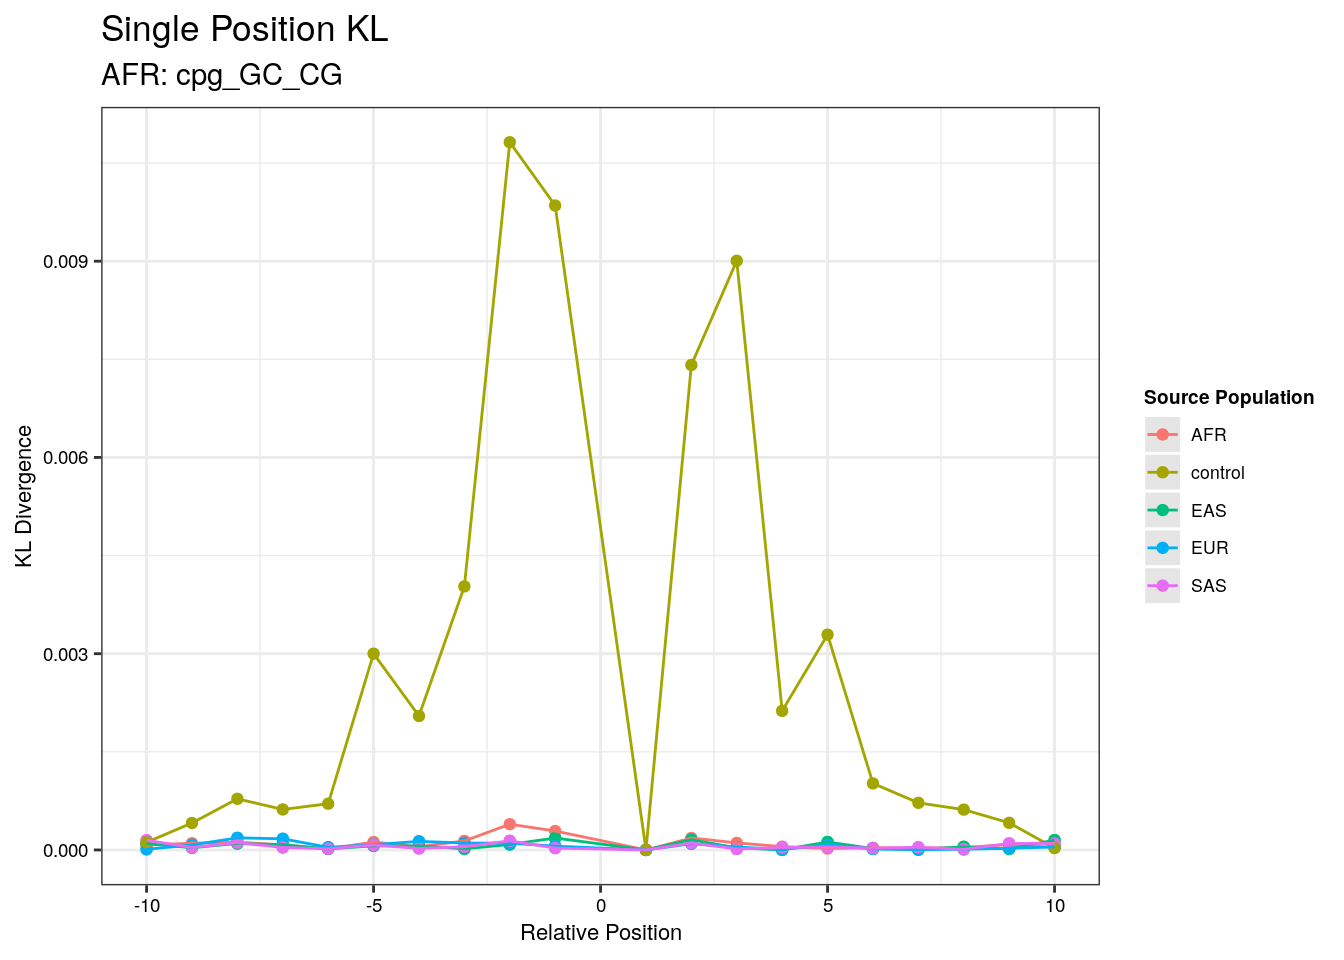 Single Position KL
AFR: cpg_GC_CG
KL Divergence
0.009
0.006
0.003
0.000
-10
-5
0
5
10
Relative Position
Source Population
AFR
control
EAS
EUR
SAS